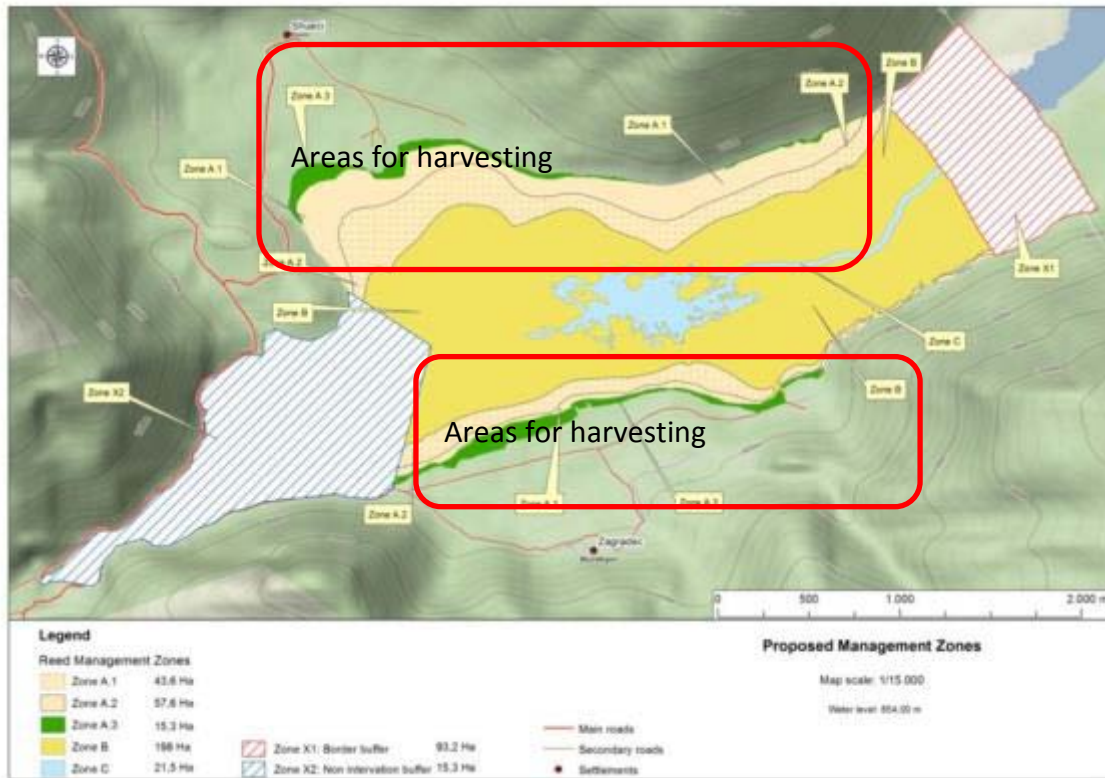 Zone B
Zone A.3
Zone A.2
Areas for harvesting
Zone A.1
Zone A.1
Zone A.2
Zone X1
Zone B
Zone C
Zone X2
Zone B
Areas for harvesting
Zone A.2
Zagradec
0 500 1.000 2.000 m
Legend
Reed Management Zones
Zone A.1 43,6 Ha
Zone A.2 57,6 Ha
Zone A.3 15,3 Ha
Zone B 198 Ha
Zone C 21,5 Ha
Zone X1: Border buffer 93,2 Ha
Zone X2: Non intervation buffer 15,3 Ha
Main roads
Secondary roads
Settlements
Proposed Management Zones
Map scale: 1/15 000
Water level: 854.00 m